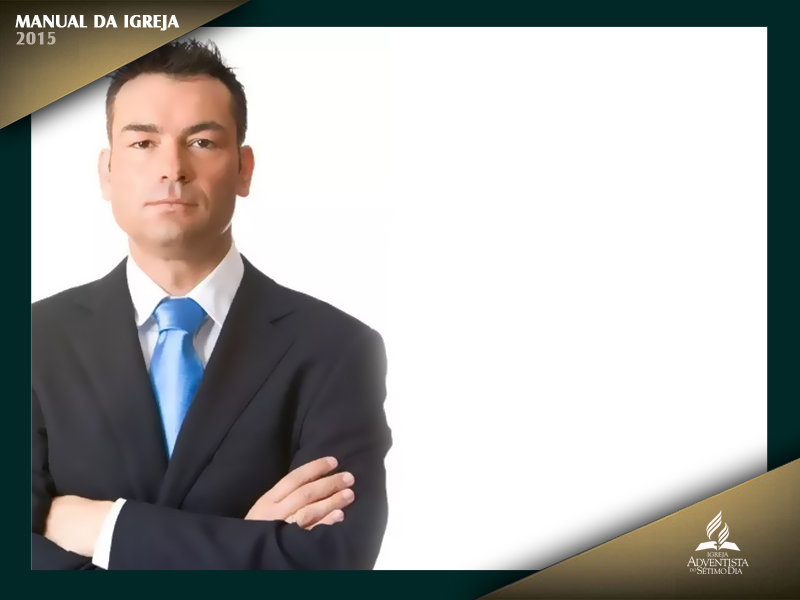 MANUAL DA IGREJA
2015
IGREJA
ADVENTISTA
DO SÉTIMO DIA